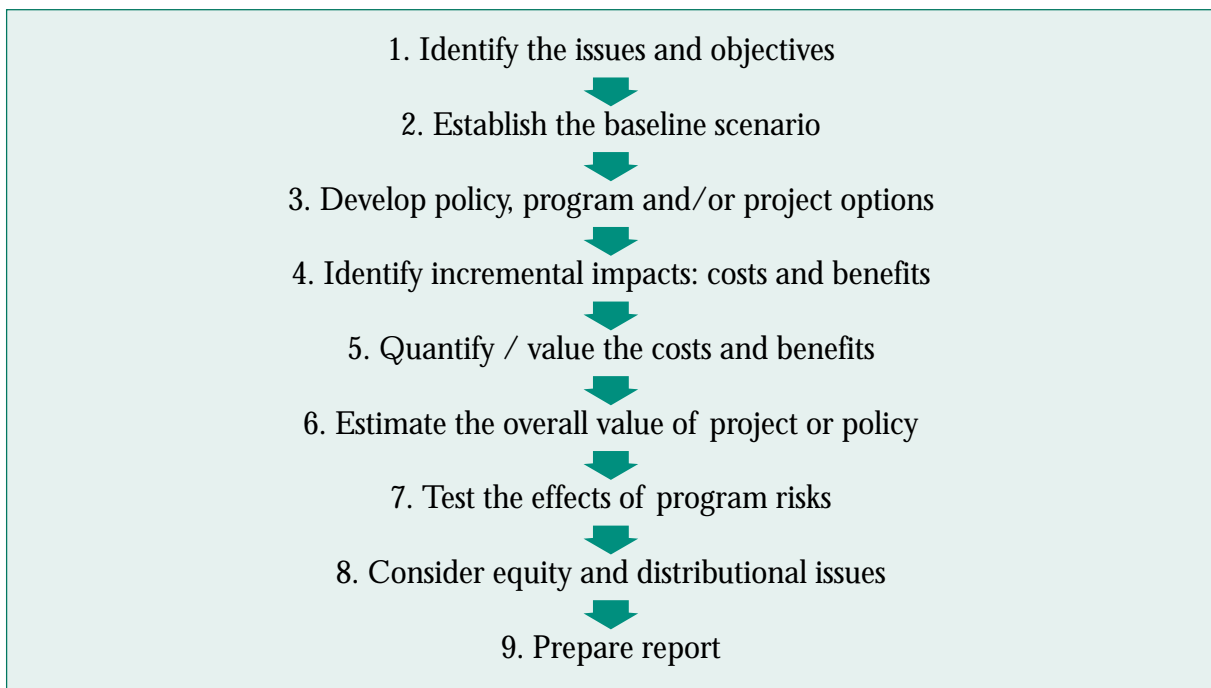 1. Identify the issues and objectives
2. Establish the baseline scenario
3. Develop policy, program and/or project options
4. Identify incremental impacts: costs and benefits
5. Quantify / value the costs and benefits
6. Estimate the overall value of project or policy
7. Test the effects of program risks
8. Consider equity and distributional issues
9. Prepare report